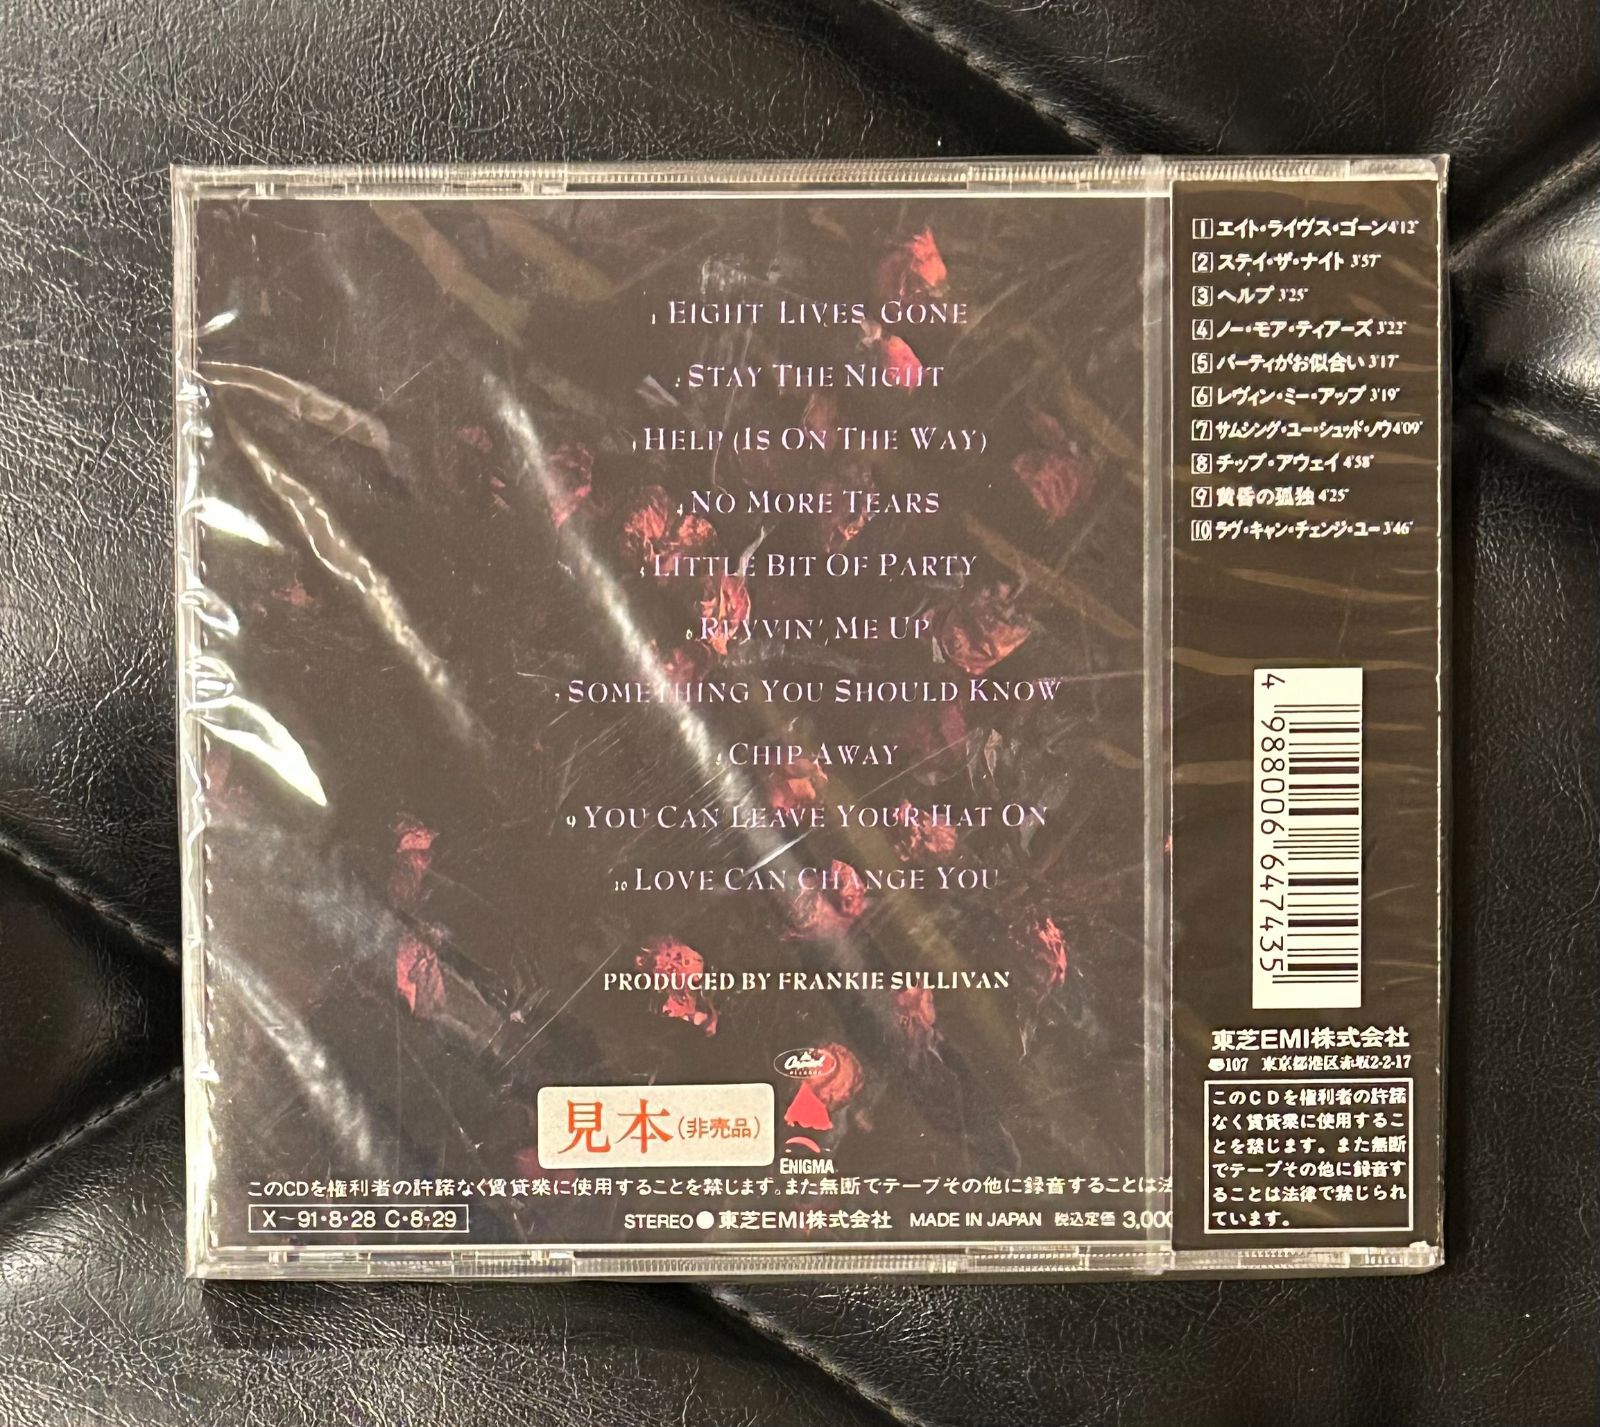 1 EIGHT LIVES GONE
2 STAY THE NIGHT
3 HELP (IS ON THE WAY)
4 NO MORE TEARS
5 LITTLE BIT OF PARTY
6 REVVIN' ME UP
7 SOMETHING YOU SHOULD KNOW
8 CHIP AWAY
9 YOU CAN LEAVE YOUR HAT ON
10 LOVE CAN CHANGE YOU
PRODUCED BY FRANKIE SULLIVAN
Capitol
RECORDS
ENIGMA
見本(非売品)
このCDを権利者の許諾なく賃貸業に使用することを禁じます。また無断でテープその他に録音することは法
X〜91・8・28 C・8・29
STEREO●東芝EMI株式会社 MADE IN JAPAN 税込定価 3,000
1 エイト・ライヴス・ゴーン4'12"
2 ステイ・ザ・ナイト 3'57"
3 ヘルプ 3'25"
4 ノー・モア・ティアーズ 3'22"
5 パーティがお似合い 3'17"
6 レヴィン・ミー・アップ 3'19"
7 サムシング・ユー・シュッド・ノウ4'09"
8 チップ・アウェイ 4'58"
9 黄昏の孤独 4'25"
10 ラヴ・キャン・チェンジ・ユー 3'46"
4 988006 647435
東芝EMI株式会社
107 東京都港区赤坂2-2-17
このCDを権利者の許諾
なく賃貸業に使用するこ
とを禁じます。また無断
でテープその他に録音す
ることは法律で禁じられ
ています。